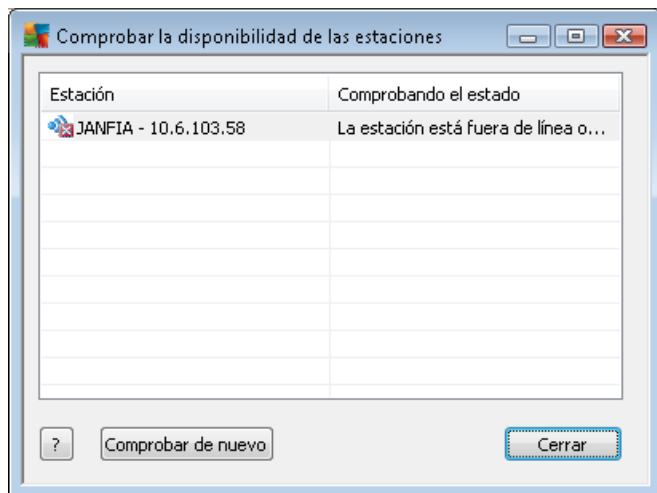 Comprobar la disponibilidad de las estaciones
Estación Comprobando el estado
JANFIA - 10.6.103.58 La estación está fuera de línea o...
? Comprobar de nuevo Cerrar